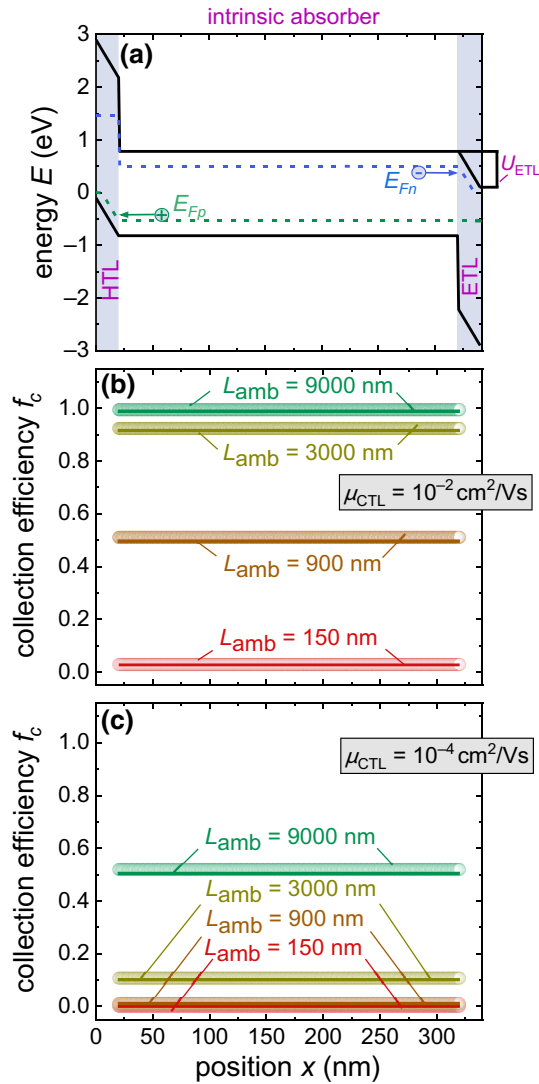 intrinsic absorber
(a)
energy E (eV)
3
2
1
0
−1
−2
−3
HTL
ETL
U_ETL
E_Fn
E_Fp
−
+
(b)
collection efficiency f_c
1.0
0.8
0.6
0.4
0.2
0.0
L_amb = 9000 nm
L_amb = 3000 nm
μ_CTL = 10⁻² cm²/Vs
L_amb = 900 nm
L_amb = 150 nm
(c)
collection efficiency f_c
1.0
0.8
0.6
0.4
0.2
0.0
μ_CTL = 10⁻⁴ cm²/Vs
L_amb = 9000 nm
L_amb = 3000 nm
L_amb = 900 nm
L_amb = 150 nm
0 50 100 150 200 250 300
position x (nm)